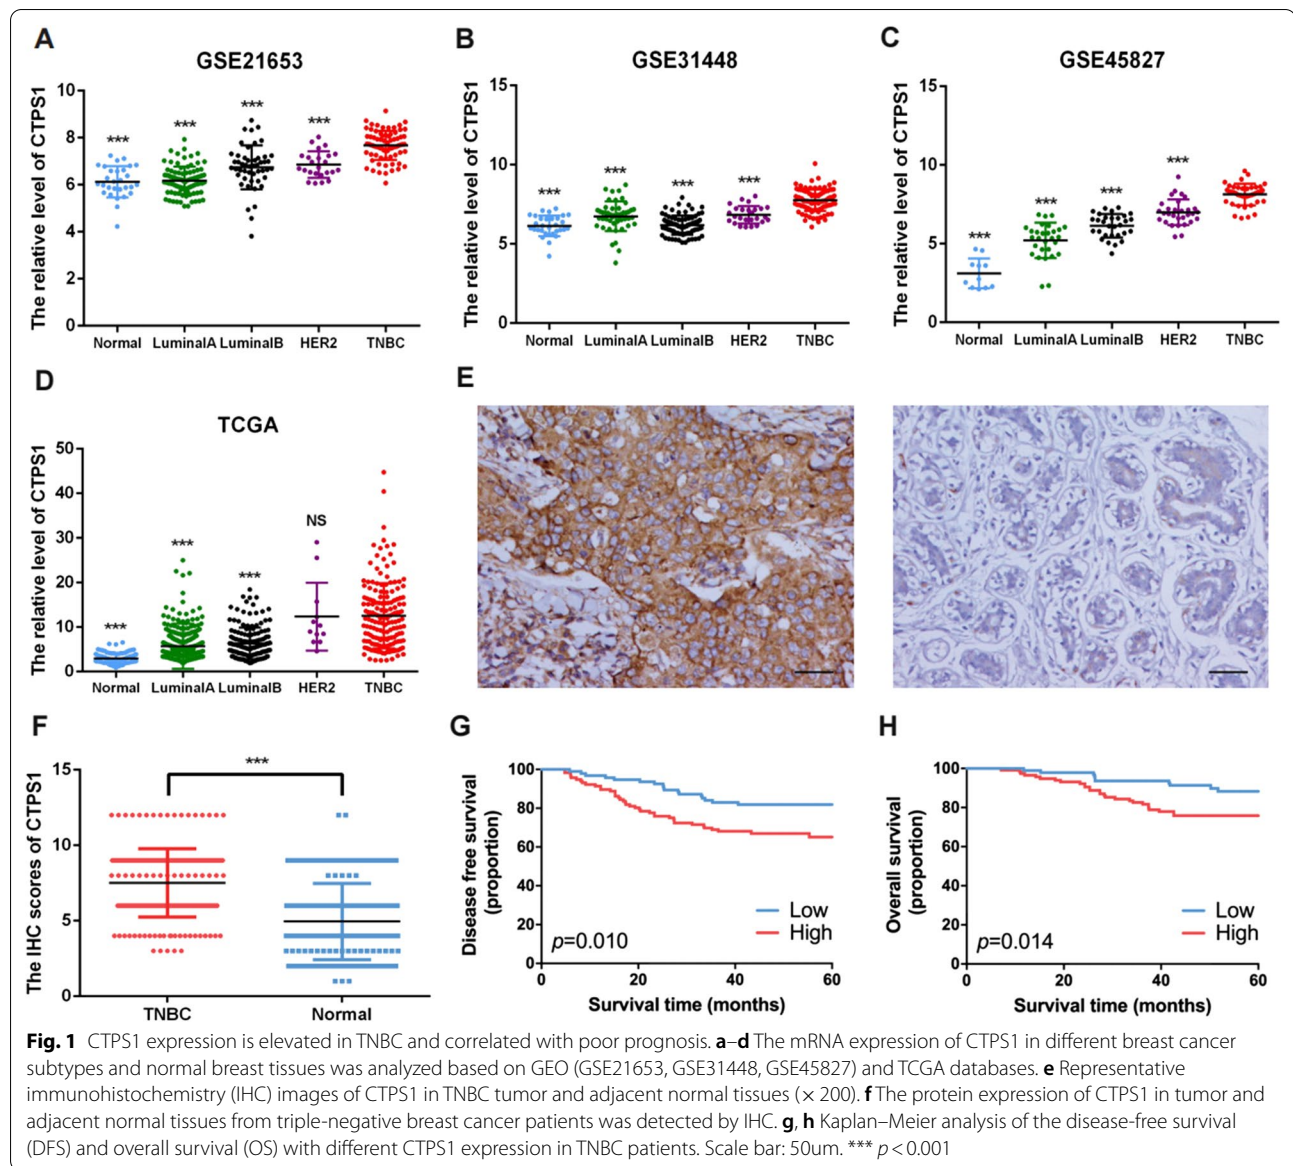 A
GSE21653
The relative level of CTPS1
10
8
6
4
2
0
***
***
***
***
Normal LuminalA LuminalB HER2 TNBC
B
GSE31448
The relative level of CTPS1
15
10
5
0
***
***
***
***
Normal LuminalA LuminalB HER2 TNBC
C
GSE45827
The relative level of CTPS1
15
10
5
0
***
***
***
***
Normal LuminalA LuminalB HER2 TNBC
D
TCGA
The relative level of CTPS1
50
40
30
20
10
0
***
***
***
NS
Normal LuminalA LuminalB HER2 TNBC
E
F
The IHC scores of CTPS1
15
10
5
0
***
TNBC Normal
G
Disease free survival
(proportion)
100
80
60
40
20
0
Low
High
p=0.010
0 20 40 60
Survival time (months)
H
Overall survival
(proportion)
100
80
60
40
20
0
Low
High
p=0.014
0 20 40 60
Survival time (months)
Fig. 1 CTPS1 expression is elevated in TNBC and correlated with poor prognosis. a–d The mRNA expression of CTPS1 in different breast cancer
subtypes and normal breast tissues was analyzed based on GEO (GSE21653, GSE31448, GSE45827) and TCGA databases. e Representative
immunohistochemistry (IHC) images of CTPS1 in TNBC tumor and adjacent normal tissues (× 200). f The protein expression of CTPS1 in tumor and
adjacent normal tissues from triple-negative breast cancer patients was detected by IHC. g, h Kaplan–Meier analysis of the disease-free survival
(DFS) and overall survival (OS) with different CTPS1 expression in TNBC patients. Scale bar: 50um. *** p < 0.001